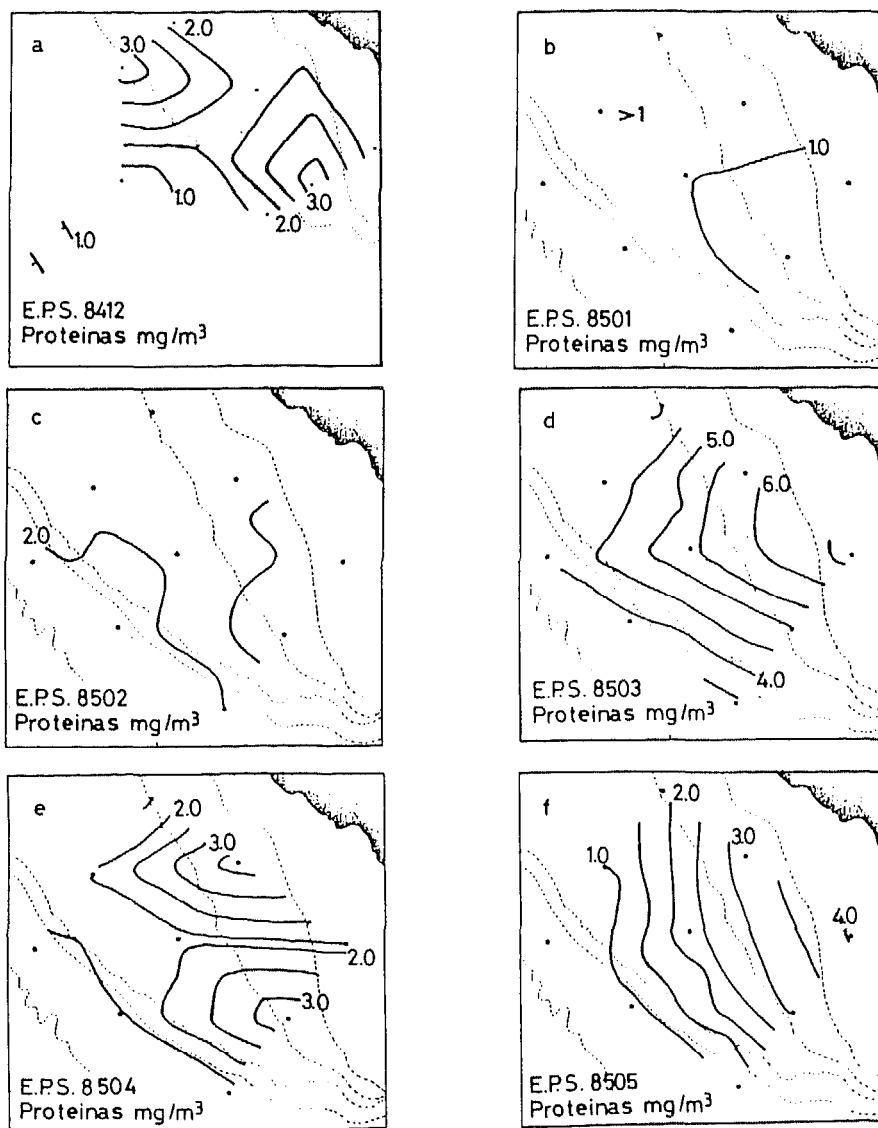 a
2.0
3.0
1.0
3.0
2.0
1.0
E.P.S. 8412
Proteinas mg/m³
b
>1
1.0
E.P.S. 8501
Proteinas mg/m³
c
2.0
E.P.S. 8502
Proteinas mg/m³
d
5.0
6.0
4.0
E.P.S. 8503
Proteinas mg/m³
e
2.0
3.0
2.0
3.0
E.P.S. 8504
Proteinas mg/m³
f
2.0
1.0
3.0
4.0
E.P.S. 8505
Proteinas mg/m³